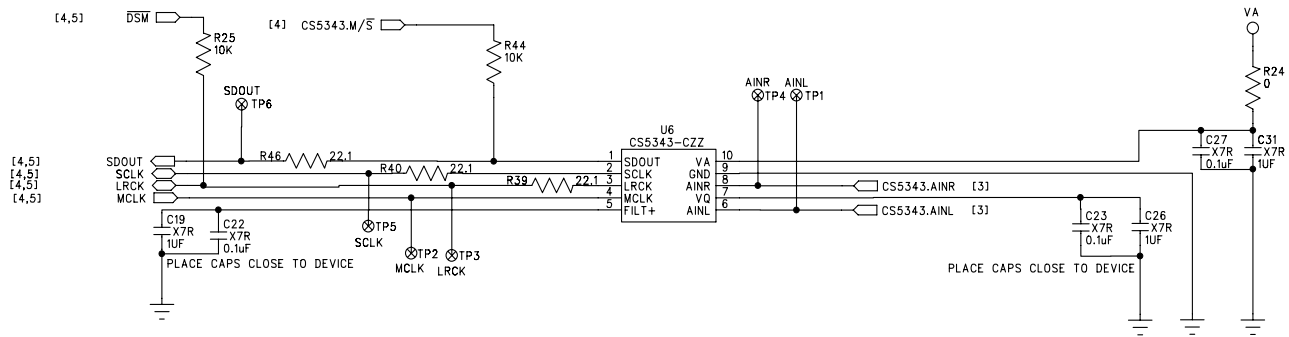 [4,5] DSM
[4] CS5343.M/S
VA
R25
10K
R44
10K
R24
0
SDOUT
TP6
AINR
TP4
AINL
TP1
U6
CS5343-CZZ
C27
X7R
0.1uF
C31
X7R
1UF
[4,5] SDOUT
R46 22.1
1 SDOUT VA 10
[4,5] SCLK
R40 22.1
2 SCLK GND 9
[4,5] LRCK
R39 22.1
3 LRCK AINR 8
CS5343.AINR [3]
[4,5] MCLK
4 MCLK VQ 7
5 FILT+ AINL 6
CS5343.AINL [3]
C19
X7R
1UF
C22
X7R
0.1uF
TP5
SCLK
TP2
MCLK
TP3
LRCK
C23
X7R
0.1uF
C26
X7R
1UF
PLACE CAPS CLOSE TO DEVICE
PLACE CAPS CLOSE TO DEVICE